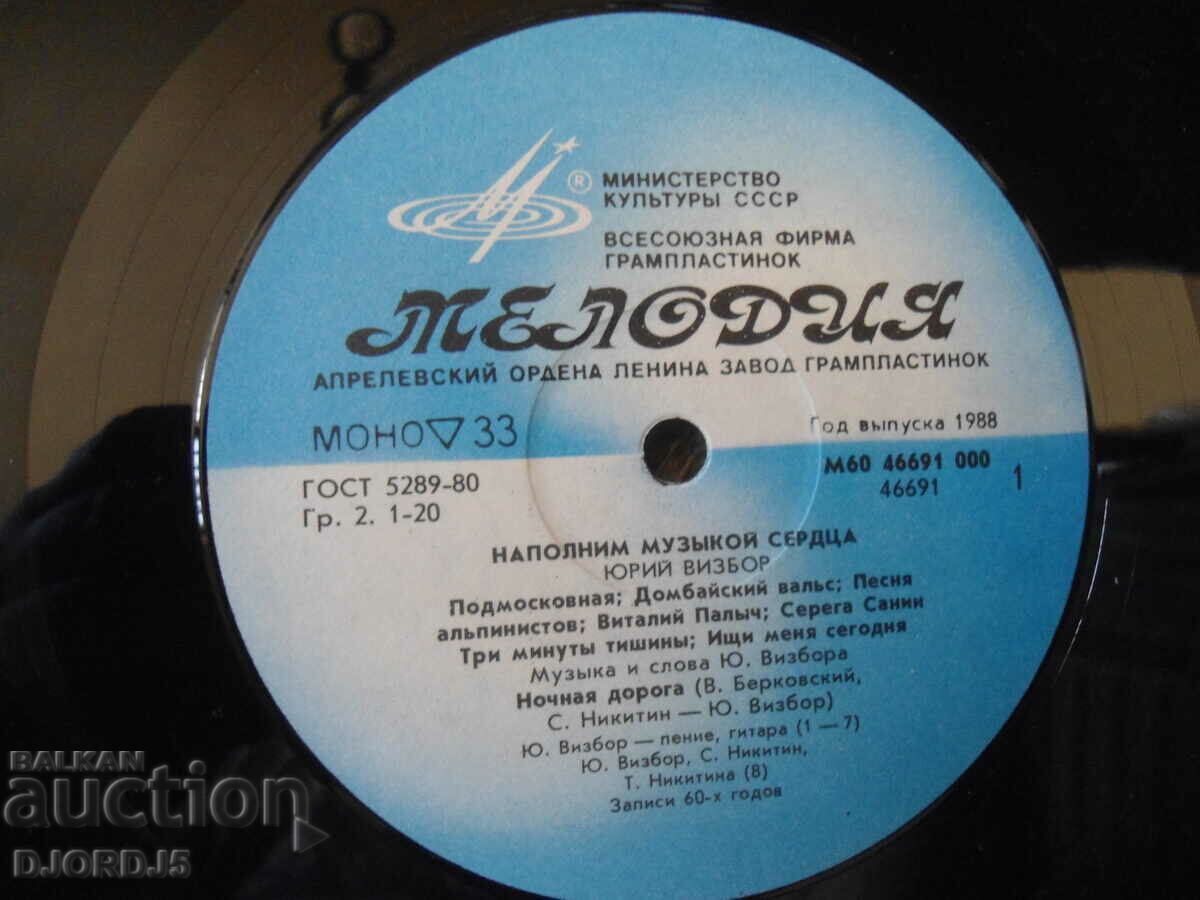 ®
МИНИСТЕРСТВО
КУЛЬТУРЫ СССР
ВСЕСОЮЗНАЯ ФИРМА
ГРАМПЛАСТИНОК
МЕЛОДИЯ
АПРЕЛЕВСКИЙ ОРДЕНА ЛЕНИНА ЗАВОД ГРАМПЛАСТИНОК
МОНО ▽ 33
Год выпуска 1988
ГОСТ 5289-80
М60 46691 000
Гр. 2. 1-20
46691
1
НАПОЛНИМ МУЗЫКОЙ СЕРДЦА
ЮРИЙ ВИЗБОР
Подмосковная; Домбайский вальс; Песня
альпинистов; Виталий Палыч; Серега Санин
Три минуты тишины; Ищи меня сегодня
Музыка и слова Ю. Визбора
Ночная дорога (В. Берковский,
С. Никитин — Ю. Визбор)
Ю. Визбор — пение, гитара (1 — 7)
Ю. Визбор, С. Никитин,
Т. Никитина (8)
Записи 60-х годов
BALKAN
auction
DJORDJ5